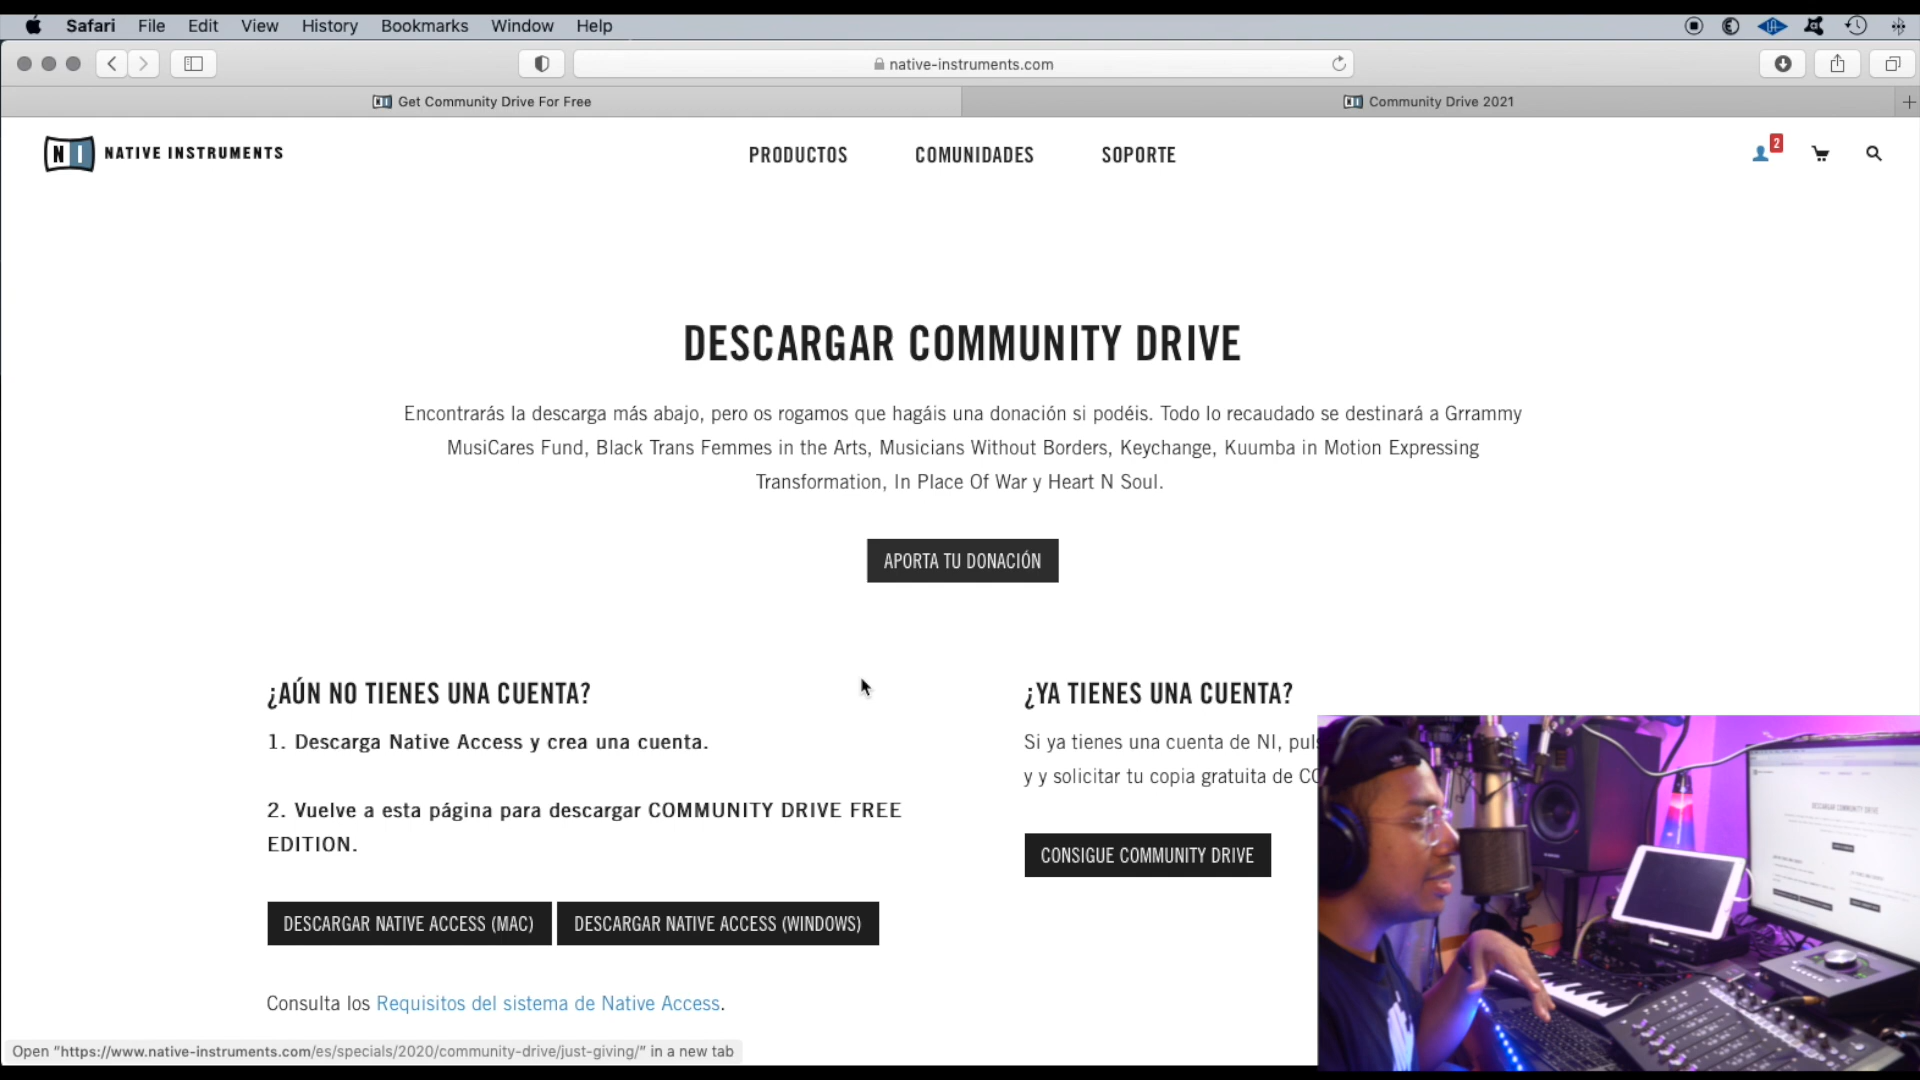 Safari File Edit View History Bookmarks Window Help
native-instruments.com
Get Community Drive For Free
Community Drive 2021
NI NATIVE INSTRUMENTS
PRODUCTOS COMUNIDADES SOPORTE
2
DESCARGAR COMMUNITY DRIVE
Encontrarás la descarga más abajo, pero os rogamos que hagáis una donación si podéis. Todo lo recaudado se destinará a Grrammy
MusiCares Fund, Black Trans Femmes in the Arts, Musicians Without Borders, Keychange, Kuumba in Motion Expressing
Transformation, In Place Of War y Heart N Soul.
APORTA TU DONACIÓN
¿AÚN NO TIENES UNA CUENTA?
1. Descarga Native Access y crea una cuenta.
2. Vuelve a esta página para descargar COMMUNITY DRIVE FREE
EDITION.
DESCARGAR NATIVE ACCESS (MAC)
DESCARGAR NATIVE ACCESS (WINDOWS)
Consulta los Requisitos del sistema de Native Access.
¿YA TIENES UNA CUENTA?
Si ya tienes una cuenta de NI,
y y solicitar tu copia gratuita de
CONSIGUE COMMUNITY DRIVE
DESCARGAR COMMUNITY DRIVE
Open "https://www.native-instruments.com/es/specials/2020/community-drive/just-giving/" in a new tab